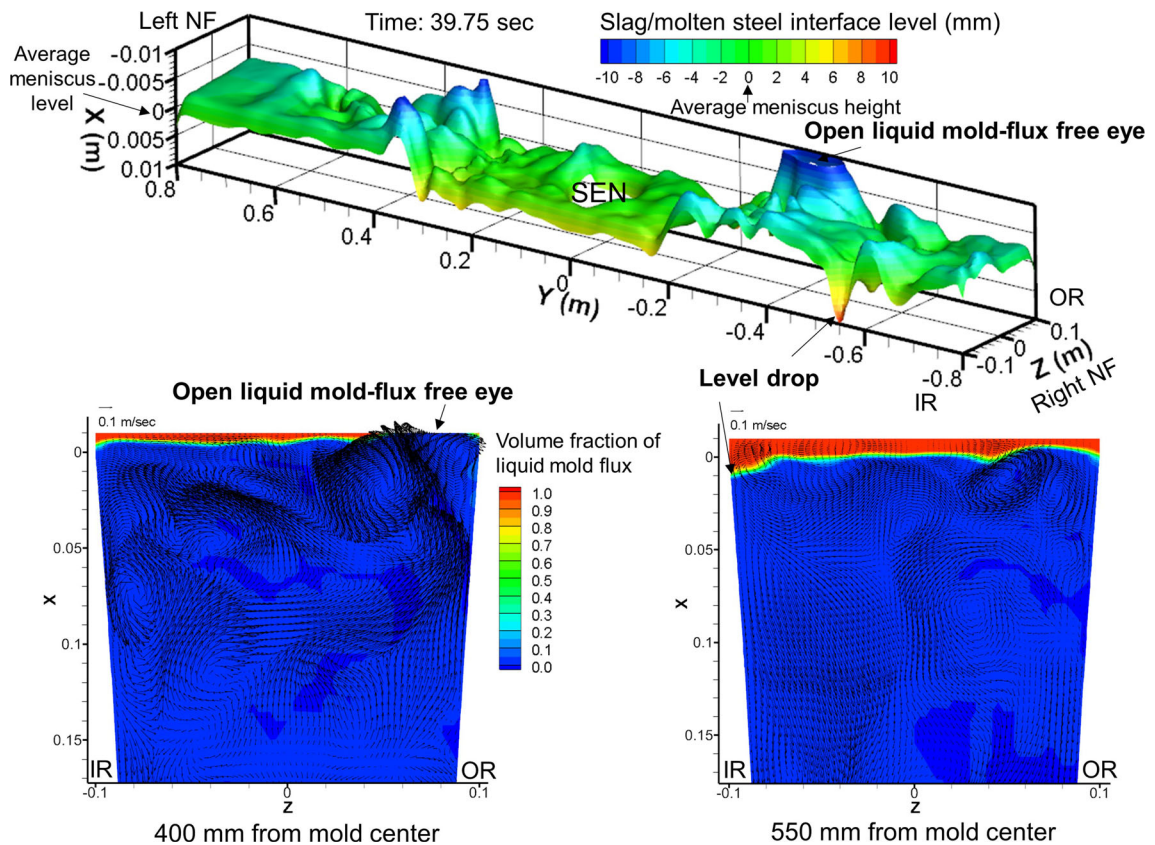 Left NF
Time: 39.75 sec
Slag/molten steel interface level (mm)
-10 -8 -6 -4 -2 0 2 4 6 8 10
Average meniscus height
Average
meniscus
level
-0.01
-0.005
0
0.005
0.01
X (m)
Open liquid mold-flux free eye
SEN
0.8
0.6
0.4
0.2
0
-0.2
-0.4
-0.6
-0.8
Y (m)
OR
0.1
0
-0.1
Z (m)
Right NF
IR
Level drop
Open liquid mold-flux free eye
0.1 m/sec
0
0.05
0.1
0.15
X
IR
OR
-0.1
0
0.1
Z
400 mm from mold center
Volume fraction of
liquid mold flux
1.0
0.9
0.8
0.7
0.6
0.5
0.4
0.3
0.2
0.1
0.0
0.1 m/sec
0
0.05
0.1
0.15
X
IR
OR
-0.1
0
0.1
Z
550 mm from mold center